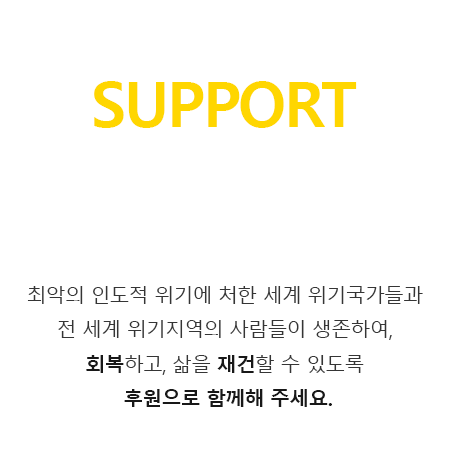 SUPPORT
최악의 인도적 위기에 처한 세계 위기국가들과
전 세계 위기지역의 사람들이 생존하여,
회복하고, 삶을 재건할 수 있도록
후원으로 함께해 주세요.